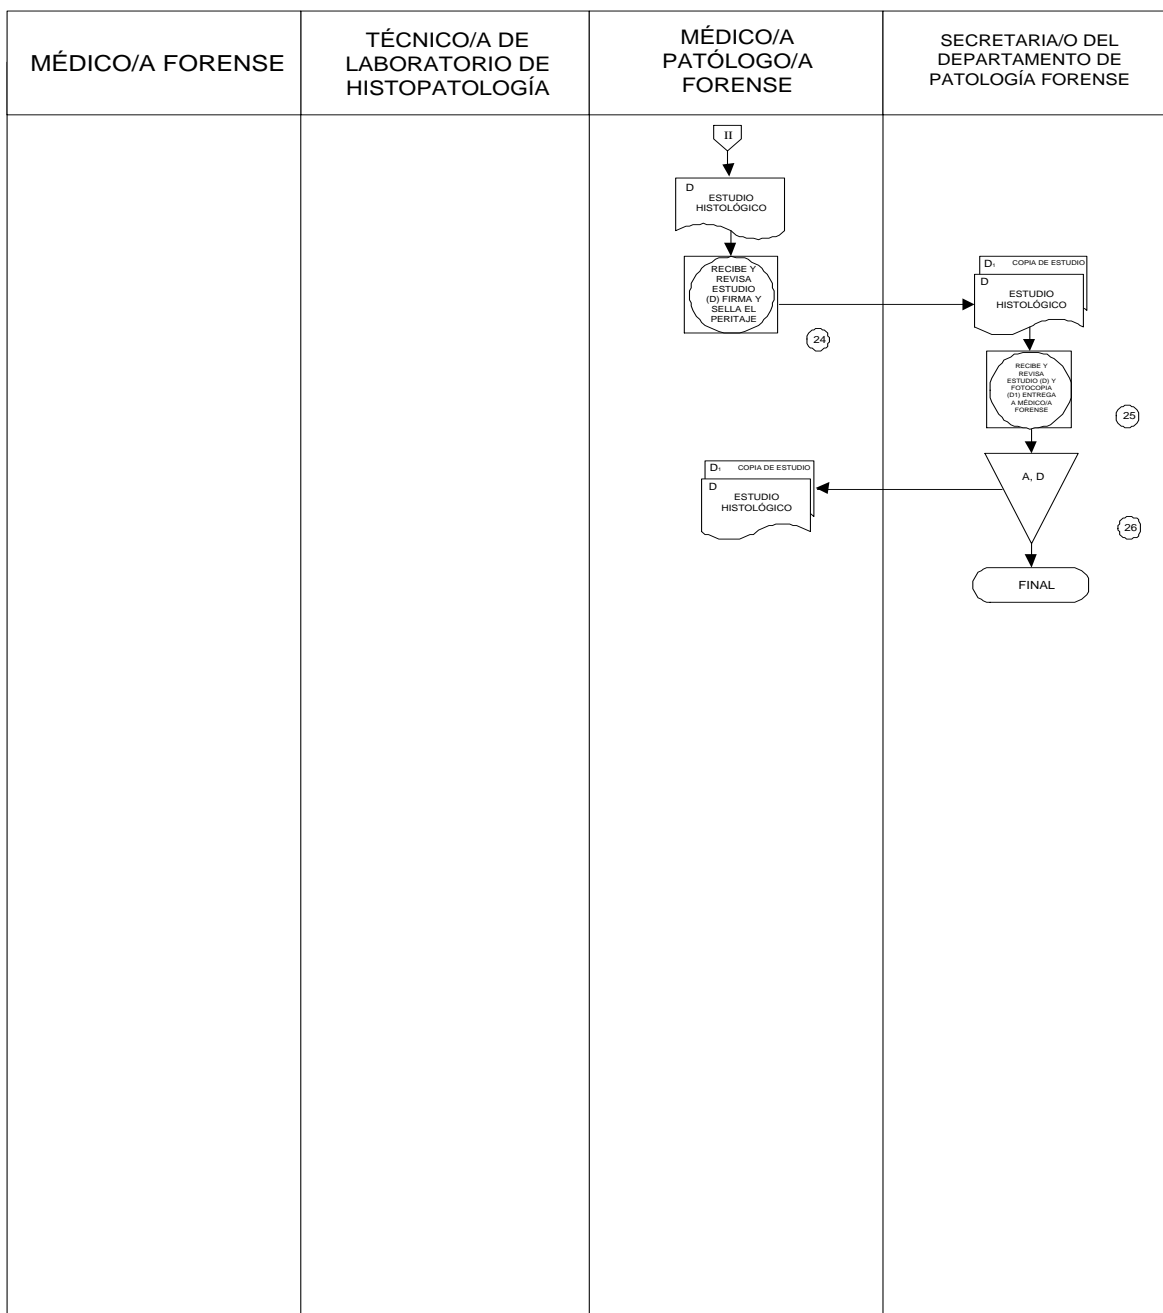 MÉDICO/A FORENSE
TÉCNICO/A DE
LABORATORIO DE
HISTOPATOLOGÍA
MÉDICO/A
PATÓLOGO/A
FORENSE
SECRETARIA/O DEL
DEPARTAMENTO DE
PATOLOGÍA FORENSE
II
D
ESTUDIO
HISTOLÓGICO
RECIBE Y
REVISA
ESTUDIO
(D) FIRMA Y
SELLA EL
PERITAJE
24
D1 COPIA DE ESTUDIO
D
ESTUDIO
HISTOLÓGICO
RECIBE Y
REVISA
ESTUDIO (D) Y
FOTOCOPIA
(D1) ENTREGA
A MÉDICO/A
FORENSE
25
D1 COPIA DE ESTUDIO
D
ESTUDIO
HISTOLÓGICO
A, D
26
FINAL